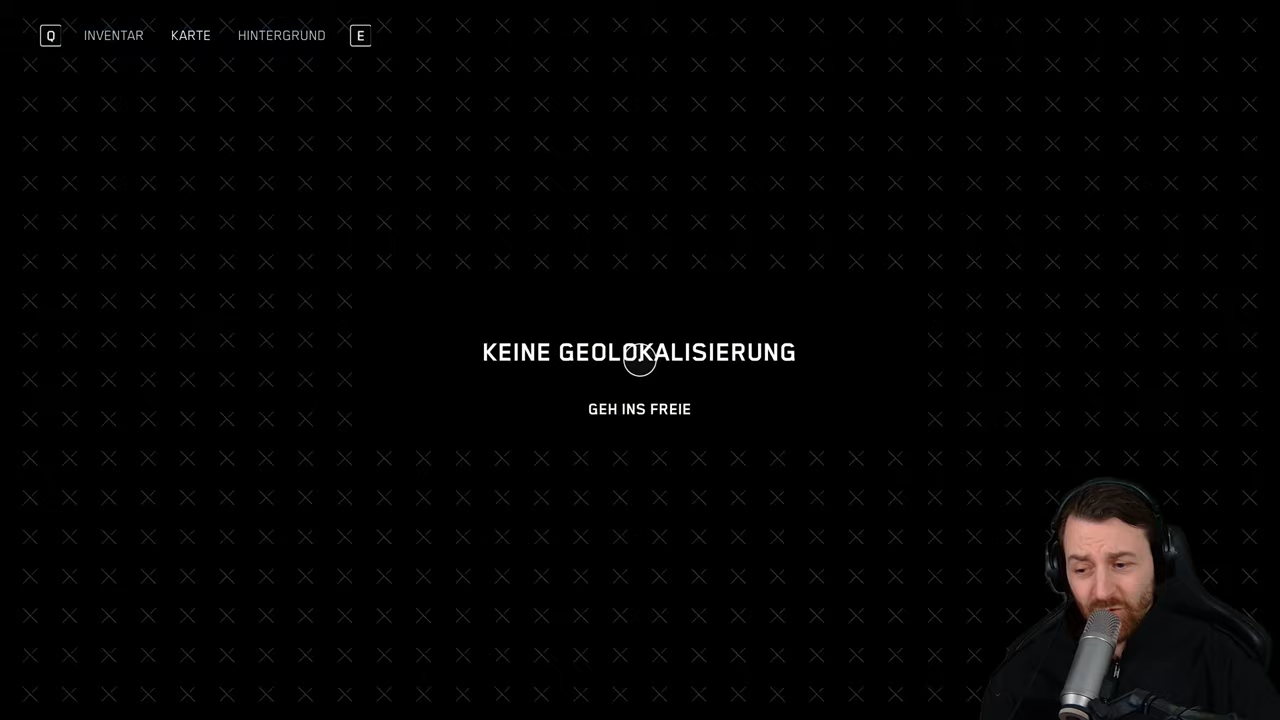 Q INVENTAR KARTE HINTERGRUND E
KEINE GEOLOKALISIERUNG
GEH INS FREIE